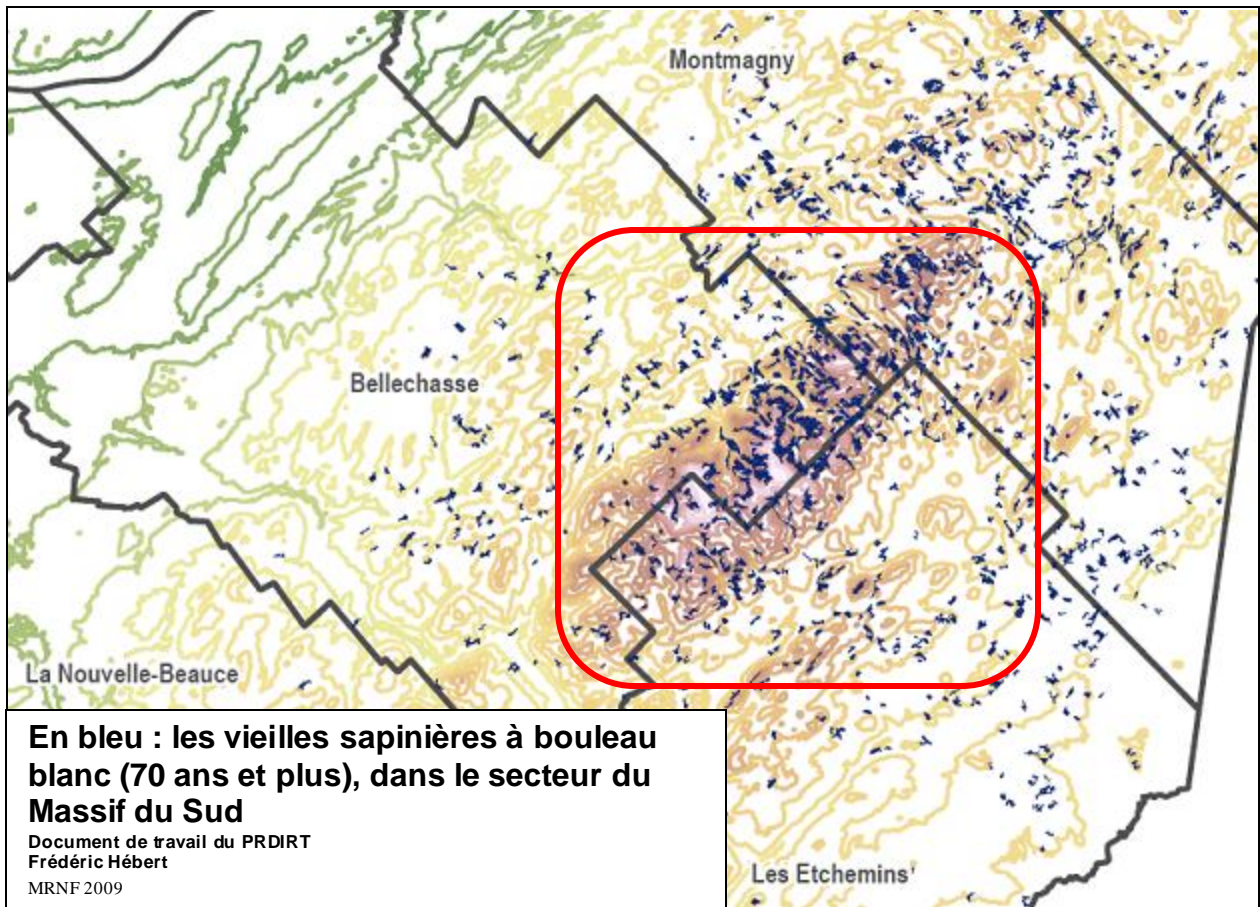 Montmagny
Bellechasse
La Nouvelle-Beauce
En bleu : les vieilles sapinières à bouleau
blanc (70 ans et plus), dans le secteur du
Massif du Sud
Document de travail du PRDIRT
Frédéric Hébert
MRNF 2009
Les Etchemins'